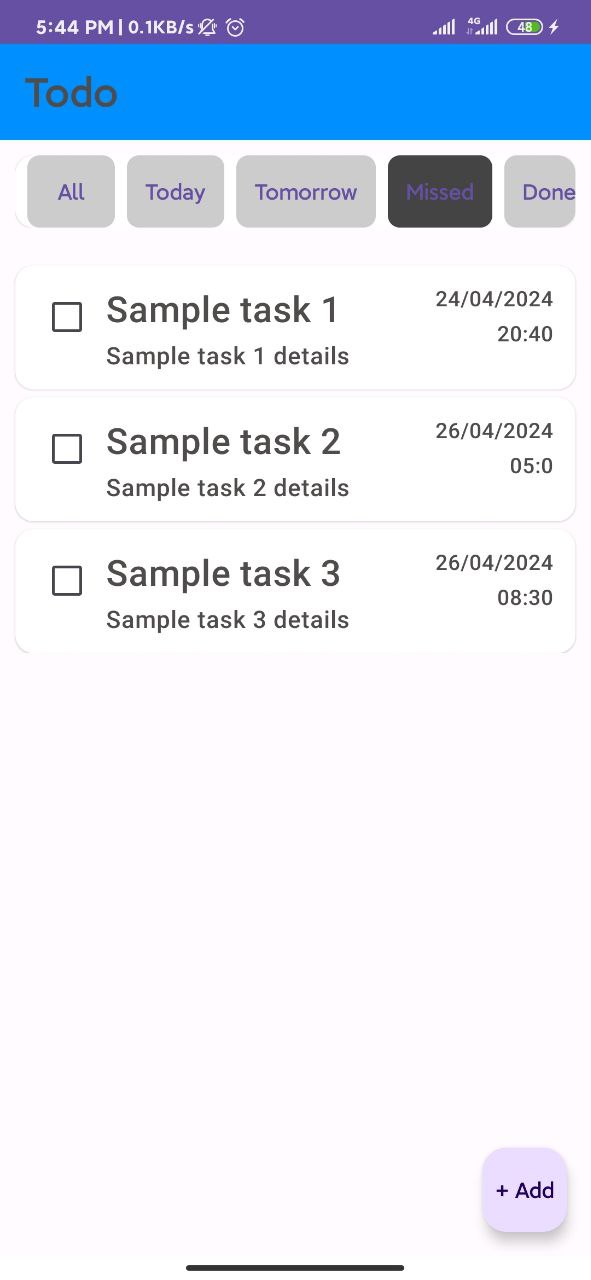 5:44 PM | 0.1KB/s 4G 48
Todo
All Today Tomorrow Missed Done
Sample task 1 24/04/2024
20:40
Sample task 1 details
Sample task 2 26/04/2024
05:0
Sample task 2 details
Sample task 3 26/04/2024
08:30
Sample task 3 details
+ Add